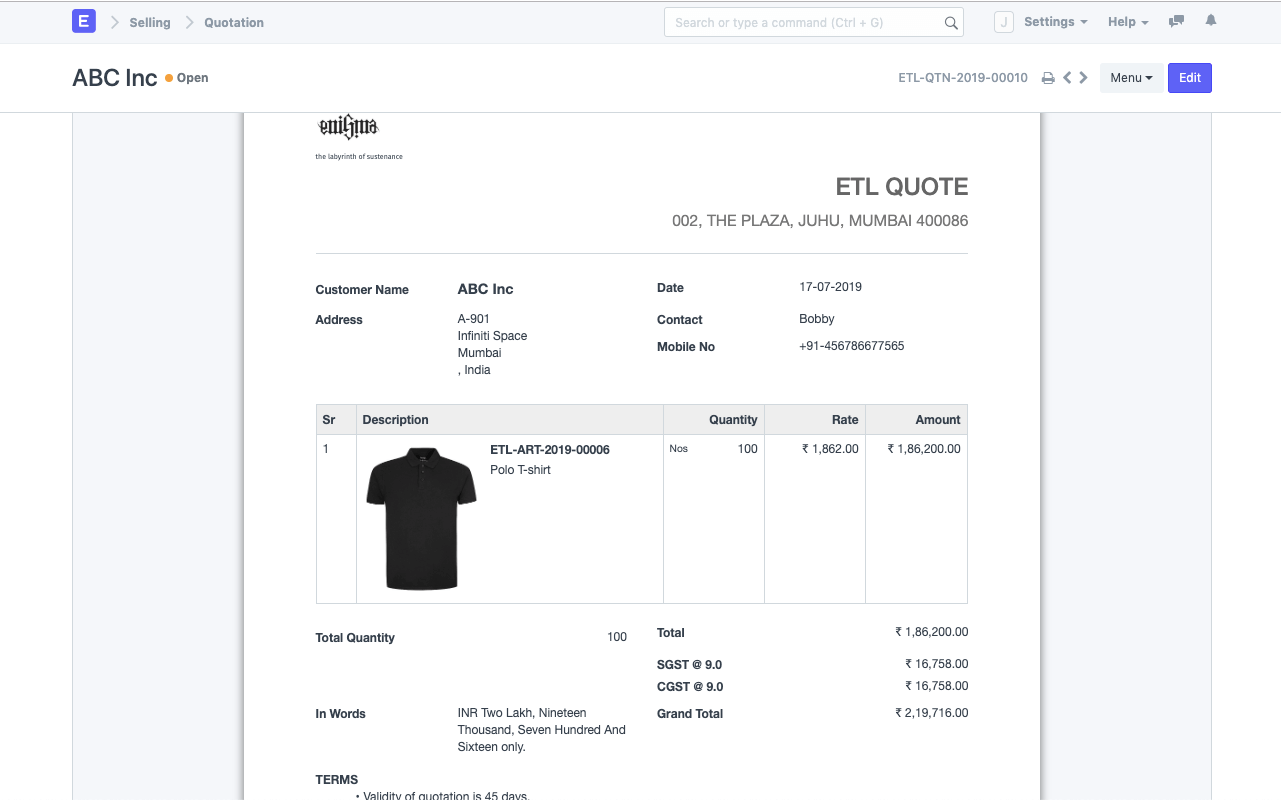 E
Selling
Quotation
Search or type a command (Ctrl + G)
J
Settings
Help
ABC Inc
Open
ETL-QTN-2019-00010
Menu
Edit
enigma
the labyrinth of sustenance
ETL QUOTE
002, THE PLAZA, JUHU, MUMBAI 400086
Customer Name
ABC Inc
Date
17-07-2019
Address
A-901
Infiniti Space
Mumbai
, India
Contact
Bobby
Mobile No
+91-456786677565
Sr
Description
Quantity
Rate
Amount
1
ETL-ART-2019-00006
Polo T-shirt
Nos
100
₹ 1,862.00
₹ 1,86,200.00
Total Quantity
100
Total
₹ 1,86,200.00
SGST @ 9.0
₹ 16,758.00
CGST @ 9.0
₹ 16,758.00
In Words
INR Two Lakh, Nineteen
Thousand, Seven Hundred And
Sixteen only.
Grand Total
₹ 2,19,716.00
TERMS
• Validity of quotation is 45 days.